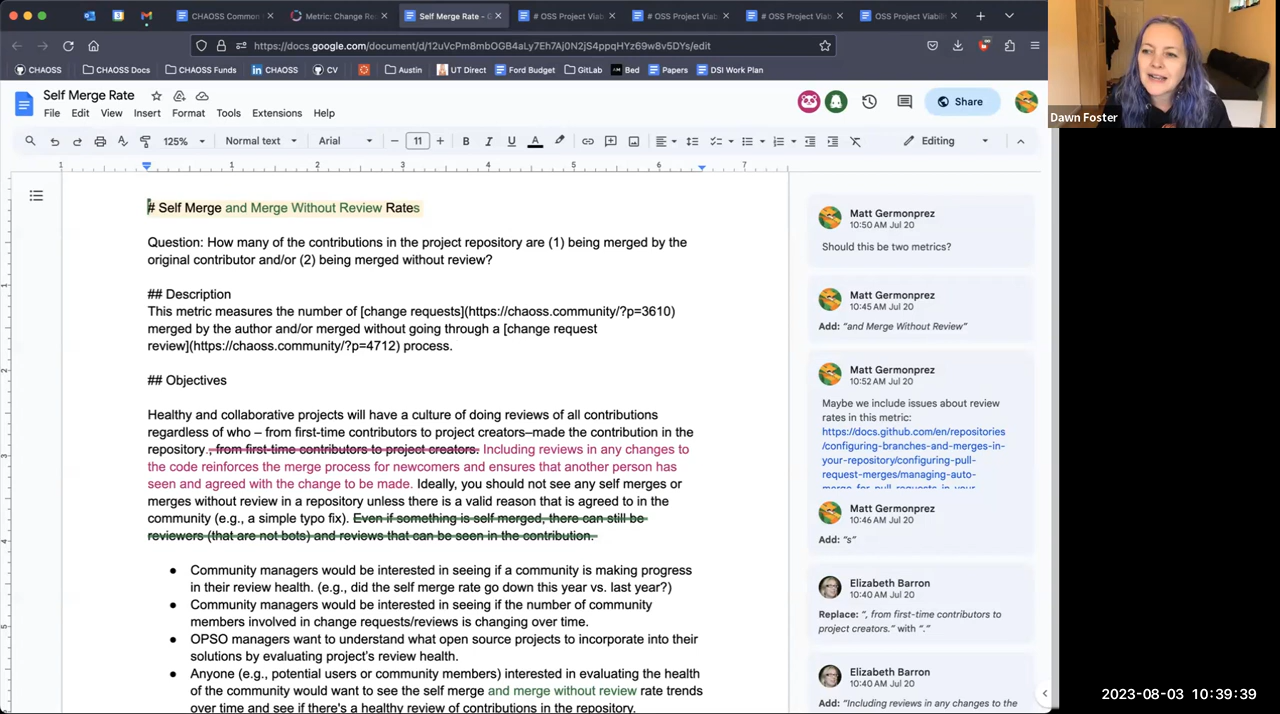 CHAOSS Common
Metric: Change Re
Self Merge Rate - G
# OSS Project Viab
# OSS Project Viab
# OSS Project Viab
OSS Project Viabili
https://docs.google.com/document/d/12uVcPm8mbOGB4aLy7Eh7Aj0N2jS4ppqHYz69w8v5DYs/edit
CHAOSS
CHAOSS Docs
CHAOSS Funds
CHAOSS
CV
Austin
UT Direct
Ford Budget
GitLab
Bed
Papers
DSI Work Plan
Self Merge Rate
File Edit View Insert Format Tools Extensions Help
Share
125%
Normal text
Arial
11
Editing
Dawn Foster
1 1 2 3 4 5 6 7
# Self Merge and Merge Without Review Rates
Question: How many of the contributions in the project repository are (1) being merged by the
original contributor and/or (2) being merged without review?
## Description
This metric measures the number of [change requests](https://chaoss.community/?p=3610)
merged by the author and/or merged without going through a [change request
review](https://chaoss.community/?p=4712) process.
## Objectives
Healthy and collaborative projects will have a culture of doing reviews of all contributions
regardless of who – from first-time contributors to project creators–made the contribution in the
repository., from first-time contributors to project creators. Including reviews in any changes to
the code reinforces the merge process for newcomers and ensures that another person has
seen and agreed with the change to be made. Ideally, you should not see any self merges or
merges without review in a repository unless there is a valid reason that is agreed to in the
community (e.g., a simple typo fix). Even if something is self merged, there can still be
reviewers (that are not bots) and reviews that can be seen in the contribution.
● Community managers would be interested in seeing if a community is making progress
in their review health. (e.g., did the self merge rate go down this year vs. last year?)
● Community managers would be interested in seeing if the number of community
members involved in change requests/reviews is changing over time.
● OPSO managers want to understand what open source projects to incorporate into their
solutions by evaluating project's review health.
● Anyone (e.g., potential users or community members) interested in evaluating the health
of the community would want to see the self merge and merge without review rate trends
over time and see if there's a healthy review of contributions in the repository.
Matt Germonprez
10:50 AM Jul 20
Should this be two metrics?
Matt Germonprez
10:45 AM Jul 20
Add: “and Merge Without Review”
Matt Germonprez
10:52 AM Jul 20
Maybe we include issues about review
rates in this metric:
https://docs.github.com/en/repositories
/configuring-branches-and-merges-in-
your-repository/configuring-pull-
request-merges/managing-auto-
merge-for-pull-requests-in-your-
Matt Germonprez
10:46 AM Jul 20
Add: “s”
Elizabeth Barron
10:40 AM Jul 20
Replace: “, from first-time contributors to
project creators.” with “.”
Elizabeth Barron
10:40 AM Jul 20
Add: “Including reviews in any changes to the
2023-08-03 10:39:39